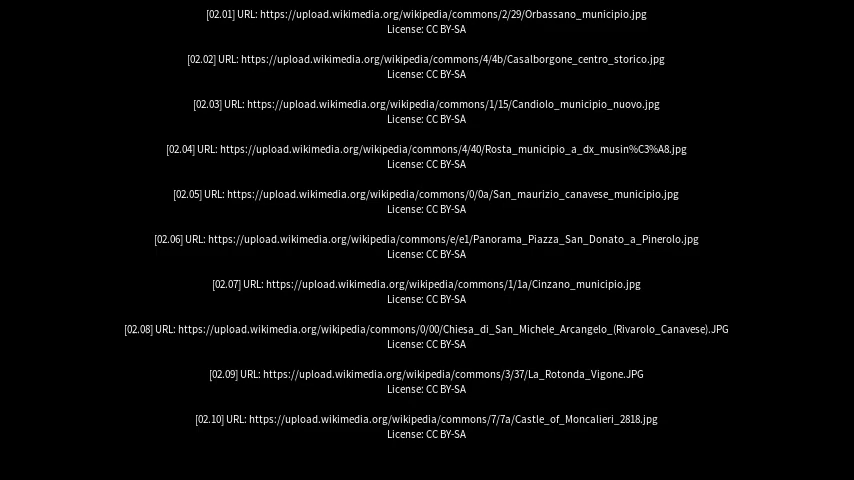 [02.01] URL: https://upload.wikimedia.org/wikipedia/commons/2/29/Orbassano_municipio.jpg
License: CC BY-SA
[02.02] URL: https://upload.wikimedia.org/wikipedia/commons/4/4b/Casalborgone_centro_storico.jpg
License: CC BY-SA
[02.03] URL: https://upload.wikimedia.org/wikipedia/commons/1/15/Candiolo_municipio_nuovo.jpg
License: CC BY-SA
[02.04] URL: https://upload.wikimedia.org/wikipedia/commons/4/40/Rosta_municipio_a_dx_musin%C3%A8.jpg
License: CC BY-SA
[02.05] URL: https://upload.wikimedia.org/wikipedia/commons/0/0a/San_maurizio_canavese_municipio.jpg
License: CC BY-SA
[02.06] URL: https://upload.wikimedia.org/wikipedia/commons/e/e1/Panorama_Piazza_San_Donato_a_Pinerolo.jpg
License: CC BY-SA
[02.07] URL: https://upload.wikimedia.org/wikipedia/commons/1/1a/Cinzano_municipio.jpg
License: CC BY-SA
[02.08] URL: https://upload.wikimedia.org/wikipedia/commons/0/00/Chiesa_di_San_Michele_Arcangelo_(Rivarolo_Canavese).JPG
License: CC BY-SA
[02.09] URL: https://upload.wikimedia.org/wikipedia/commons/3/37/La_Rotonda_Vigone.JPG
License: CC BY-SA
[02.10] URL: https://upload.wikimedia.org/wikipedia/commons/7/7a/Castle_of_Moncalieri_2818.jpg
License: CC BY-SA